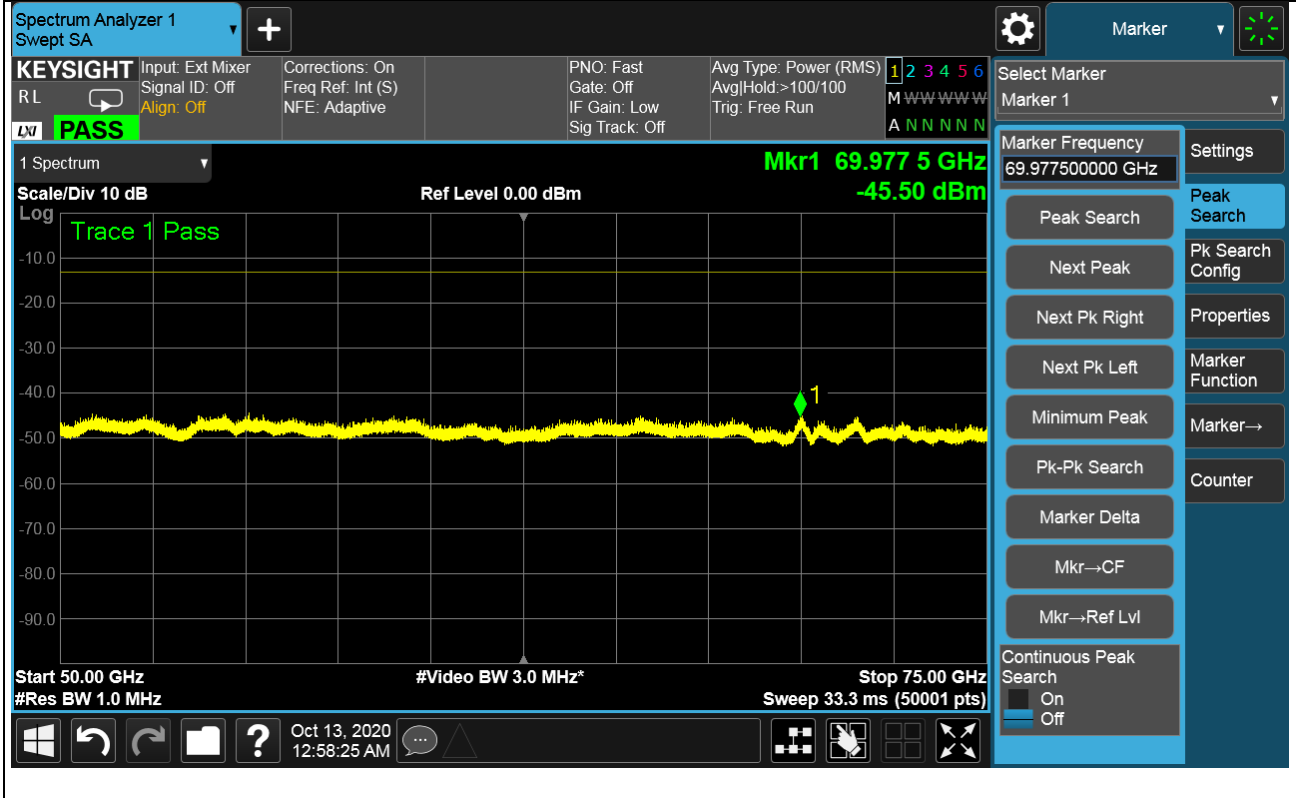 Spectrum Analyzer 1
Swept SA
Marker
KEYSIGHT
RL
LXI PASS
Input: Ext Mixer
Signal ID: Off
Align: Off
Corrections: On
Freq Ref: Int (S)
NFE: Adaptive
PNO: Fast
Gate: Off
IF Gain: Low
Sig Track: Off
Avg Type: Power (RMS)
Avg|Hold:>100/100
Trig: Free Run
1 2 3 4 5 6
M W W W W W
A N N N N N
1 Spectrum
Mkr1 69.977 5 GHz
-45.50 dBm
Scale/Div 10 dB
Ref Level 0.00 dBm
Log
Trace 1 Pass
-10.0
-20.0
-30.0
-40.0
-50.0
-60.0
-70.0
-80.0
-90.0
1
Start 50.00 GHz
#Video BW 3.0 MHz*
Stop 75.00 GHz
#Res BW 1.0 MHz
Sweep 33.3 ms (50001 pts)
Select Marker
Marker 1
Marker Frequency
69.977500000 GHz
Peak Search
Next Peak
Next Pk Right
Next Pk Left
Minimum Peak
Pk-Pk Search
Marker Delta
Mkr→CF
Mkr→Ref Lvl
Continuous Peak
Search
On
Off
Settings
Peak
Search
Pk Search
Config
Properties
Marker
Function
Marker→
Counter
?
Oct 13, 2020
12:58:25 AM